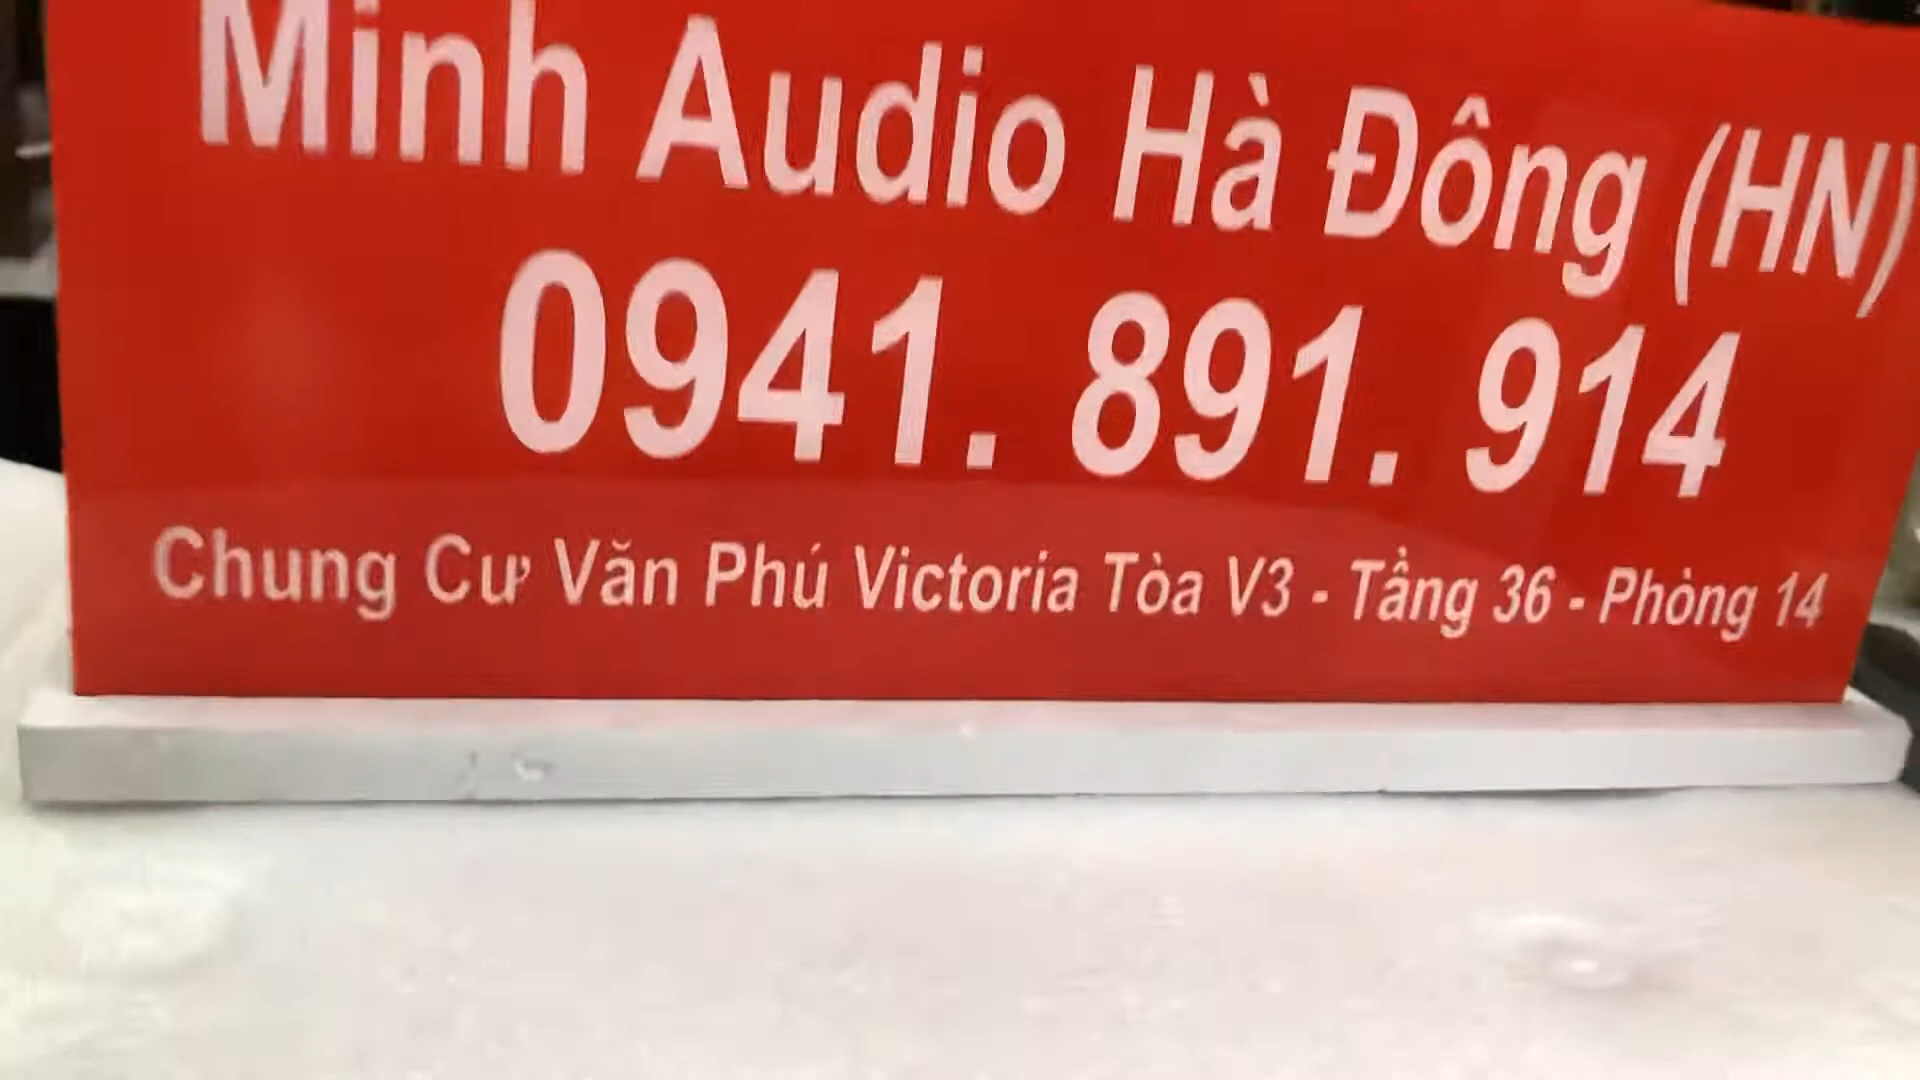 Minh Audio Hà Đông (HN)
0941. 891. 914
Chung Cư Văn Phú Victoria Tòa V3 - Tầng 36 - Phòng 14